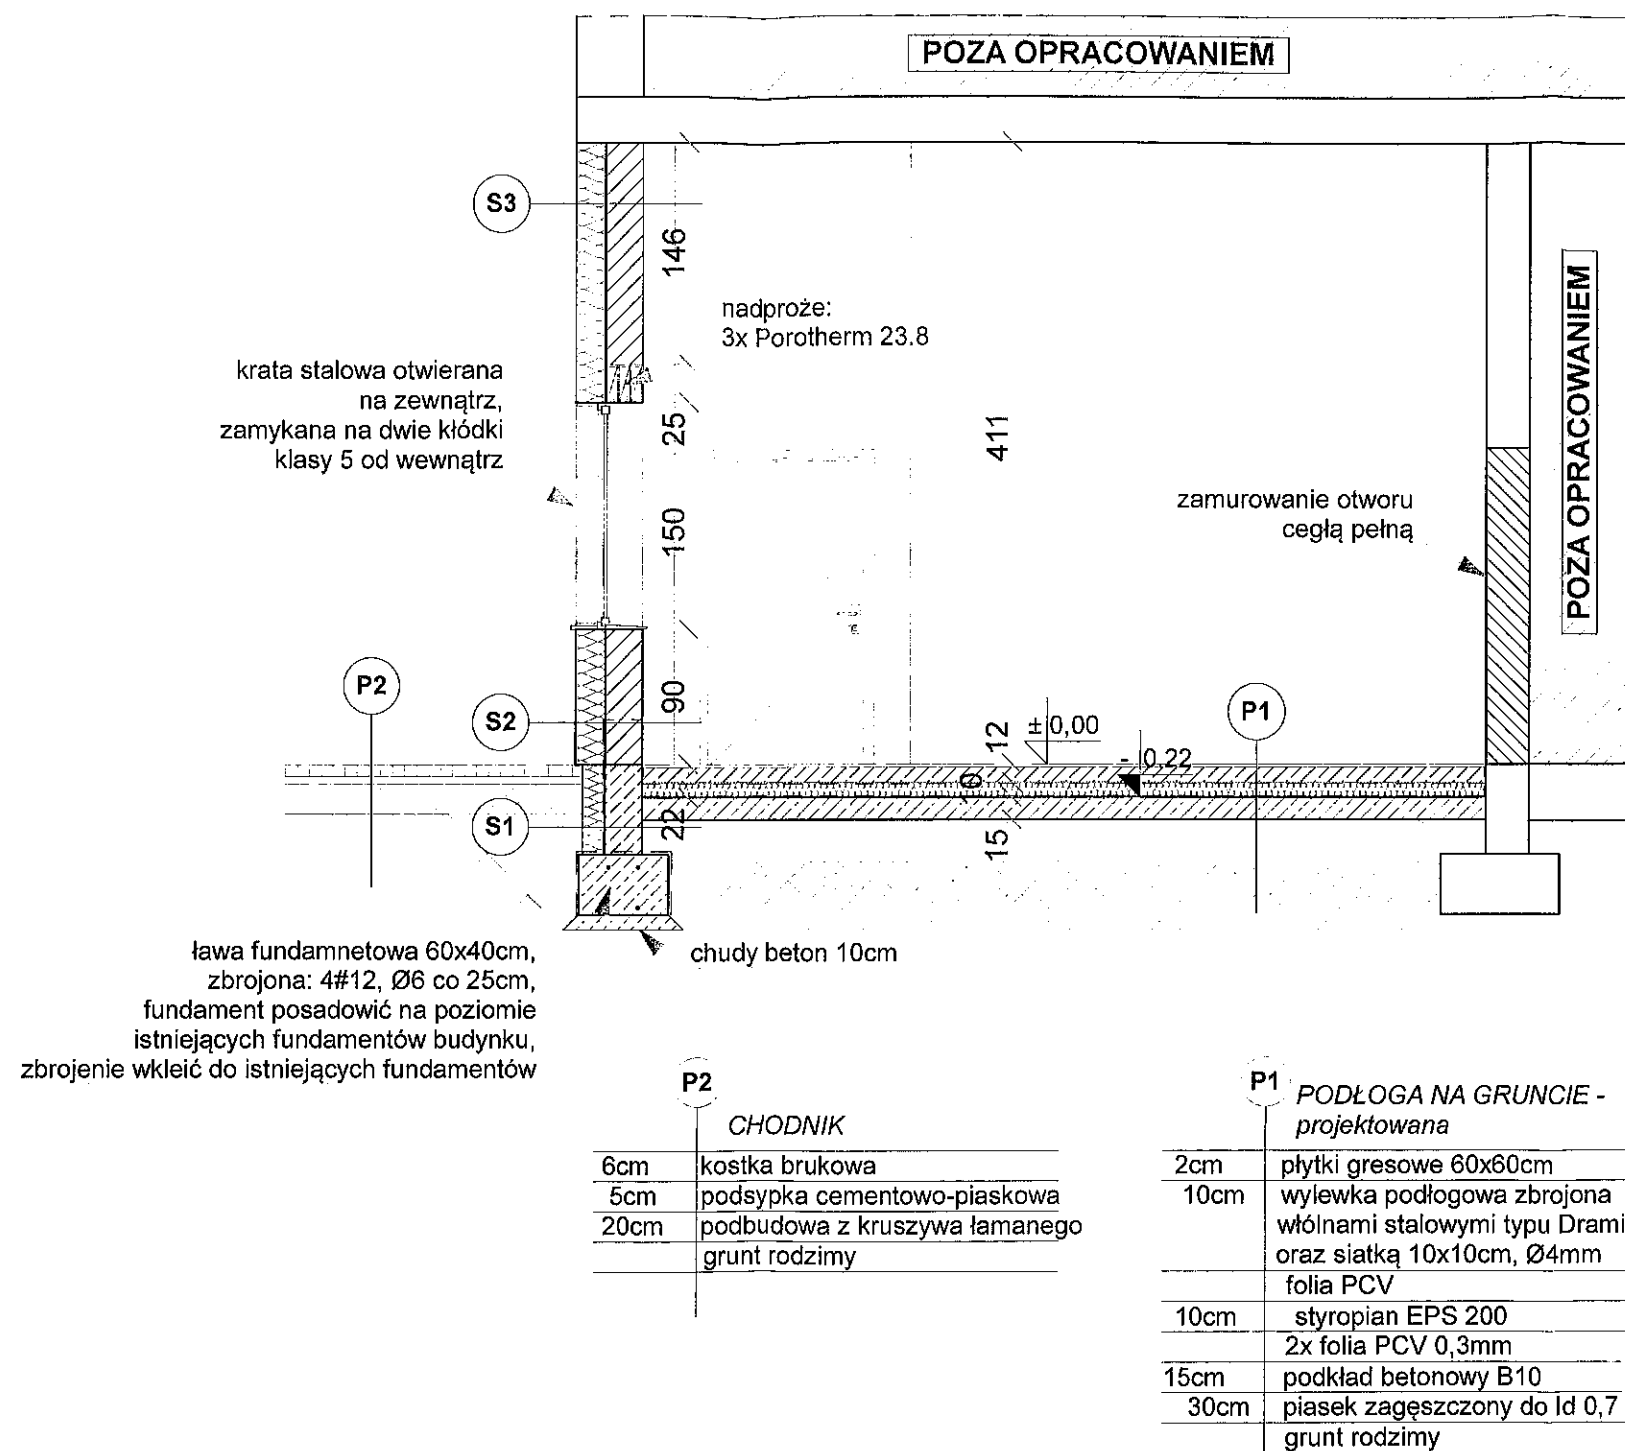 POZA OPRACOWANIEM
S3
146
nadproże:
3x Porotherm 23.8
krata stalowa otwierana
na zewnątrz,
zamykana na dwie kłódki
klasy 5 od wewnątrz
25
411
150
zamurowanie otworu
cegłą pełną
POZA OPRACOWANIEM
P2
S2
90
12
± 0,00
P1
- 0,22
S1
22
15
ława fundamnetowa 60x40cm,
zbrojona: 4#12, Ø6 co 25cm,
fundament posadowić na poziomie
istniejących fundamentów budynku,
zbrojenie wkleić do istniejących fundamentów
chudy beton 10cm
P2
CHODNIK
6cm kostka brukowa
5cm podsypka cementowo-piaskowa
20cm podbudowa z kruszywa łamanego
grunt rodzimy
P1
PODŁOGA NA GRUNCIE -
projektowana
2cm płytki gresowe 60x60cm
10cm wylewka podłogowa zbrojona
włólnami stalowymi typu Drami
oraz siatką 10x10cm, Ø4mm
folia PCV
10cm styropian EPS 200
2x folia PCV 0,3mm
15cm podkład betonowy B10
30cm piasek zagęszczony do Id 0,7
grunt rodzimy